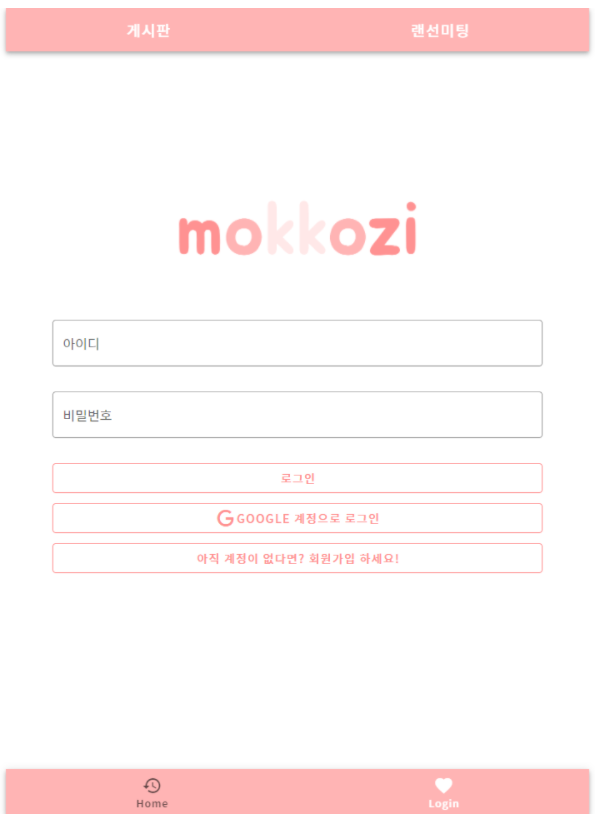 게시판 랜선미팅
mokkozi
아이디
비밀번호
로그인
GOOGLE 계정으로 로그인
아직 계정이 없다면? 회원가입 하세요!
Home Login